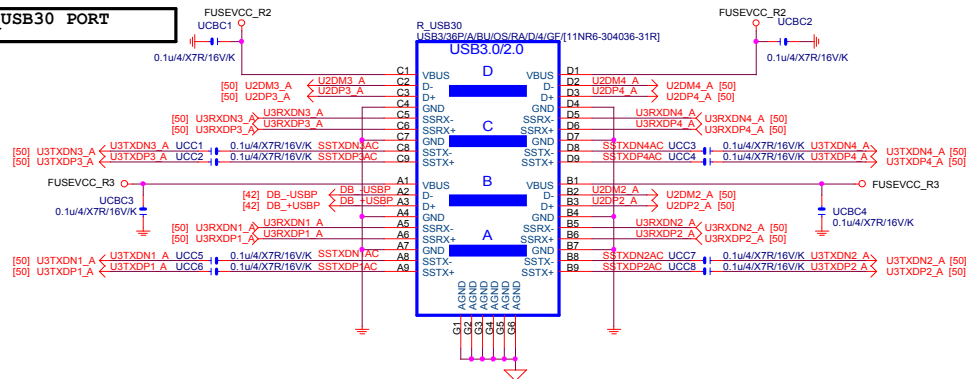 USB30 PORT
FUSEVCC_R2
UCBC1
0.1u/4/X7R/16V/K
R_USB30
USB3/36P/A/BU/OS/RA/D/4/GF/[11NR6-304036-31R]
USB3.0/2.0
FUSEVCC_R2
UCBC2
0.1u/4/X7R/16V/K
C1 VBUS D VBUS D1
[50] U2DM3_A U2DM3_A C2 D- D- D2 U2DM4_A U2DM4_A [50]
[50] U2DP3_A U2DP3_A C3 D+ D+ D3 U2DP4_A U2DP4_A [50]
C4 GND GND D4
[50] U3RXDN3_A U3RXDN3_A C5 SSRX- SSRX- D5 U3RXDN4_A U3RXDN4_A [50]
[50] U3RXDP3_A U3RXDP3_A C6 SSRX+ C SSRX+ D6 U3RXDP4_A U3RXDP4_A [50]
C7 GND GND D7
[50] U3TXDN3_A U3TXDN3_A UCC1 0.1u/4/X7R/16V/K SSTXDN3AC C8 SSTX- SSTX- D8 SSTXDN4AC UCC3 0.1u/4/X7R/16V/K U3TXDN4_A U3TXDN4_A [50]
[50] U3TXDP3_A U3TXDP3_A UCC2 0.1u/4/X7R/16V/K SSTXDP3AC C9 SSTX+ SSTX+ D9 SSTXDP4AC UCC4 0.1u/4/X7R/16V/K U3TXDP4_A U3TXDP4_A [50]
FUSEVCC_R3 A1 VBUS B VBUS B1 FUSEVCC_R3
[42] DB_-USBP DB_-USBP A2 D- D- B2 U2DM2_A U2DM2_A [50]
[42] DB_+USBP DB_+USBP A3 D+ D+ B3 U2DP2_A U2DP2_A [50]
UCBC3
0.1u/4/X7R/16V/K
A4 GND GND B4
UCBC4
0.1u/4/X7R/16V/K
[50] U3RXDN1_A U3RXDN1_A A5 SSRX- SSRX- B5 U3RXDN2_A U3RXDN2_A [50]
[50] U3RXDP1_A U3RXDP1_A A6 SSRX+ A SSRX+ B6 U3RXDP2_A U3RXDP2_A [50]
A7 GND GND B7
[50] U3TXDN1_A U3TXDN1_A UCC5 0.1u/4/X7R/16V/K SSTXDN1AC A8 SSTX- SSTX- B8 SSTXDN2AC UCC7 0.1u/4/X7R/16V/K U3TXDN2_A U3TXDN2_A [50]
[50] U3TXDP1_A U3TXDP1_A UCC6 0.1u/4/X7R/16V/K SSTXDP1AC A9 SSTX+ SSTX+ B9 SSTXDP2AC UCC8 0.1u/4/X7R/16V/K U3TXDP2_A U3TXDP2_A [50]
AGND AGND AGND AGND AGND AGND
G1 G2 G3 G4 G5 G6